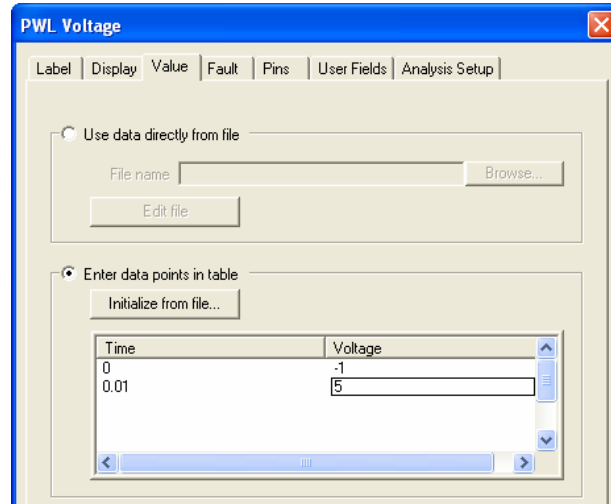 PWL Voltage
Label Display Value Fault Pins User Fields Analysis Setup
Use data directly from file
File name Browse...
Edit file
Enter data points in table
Initialize from file...
Time Voltage
0 -1
0.01 5